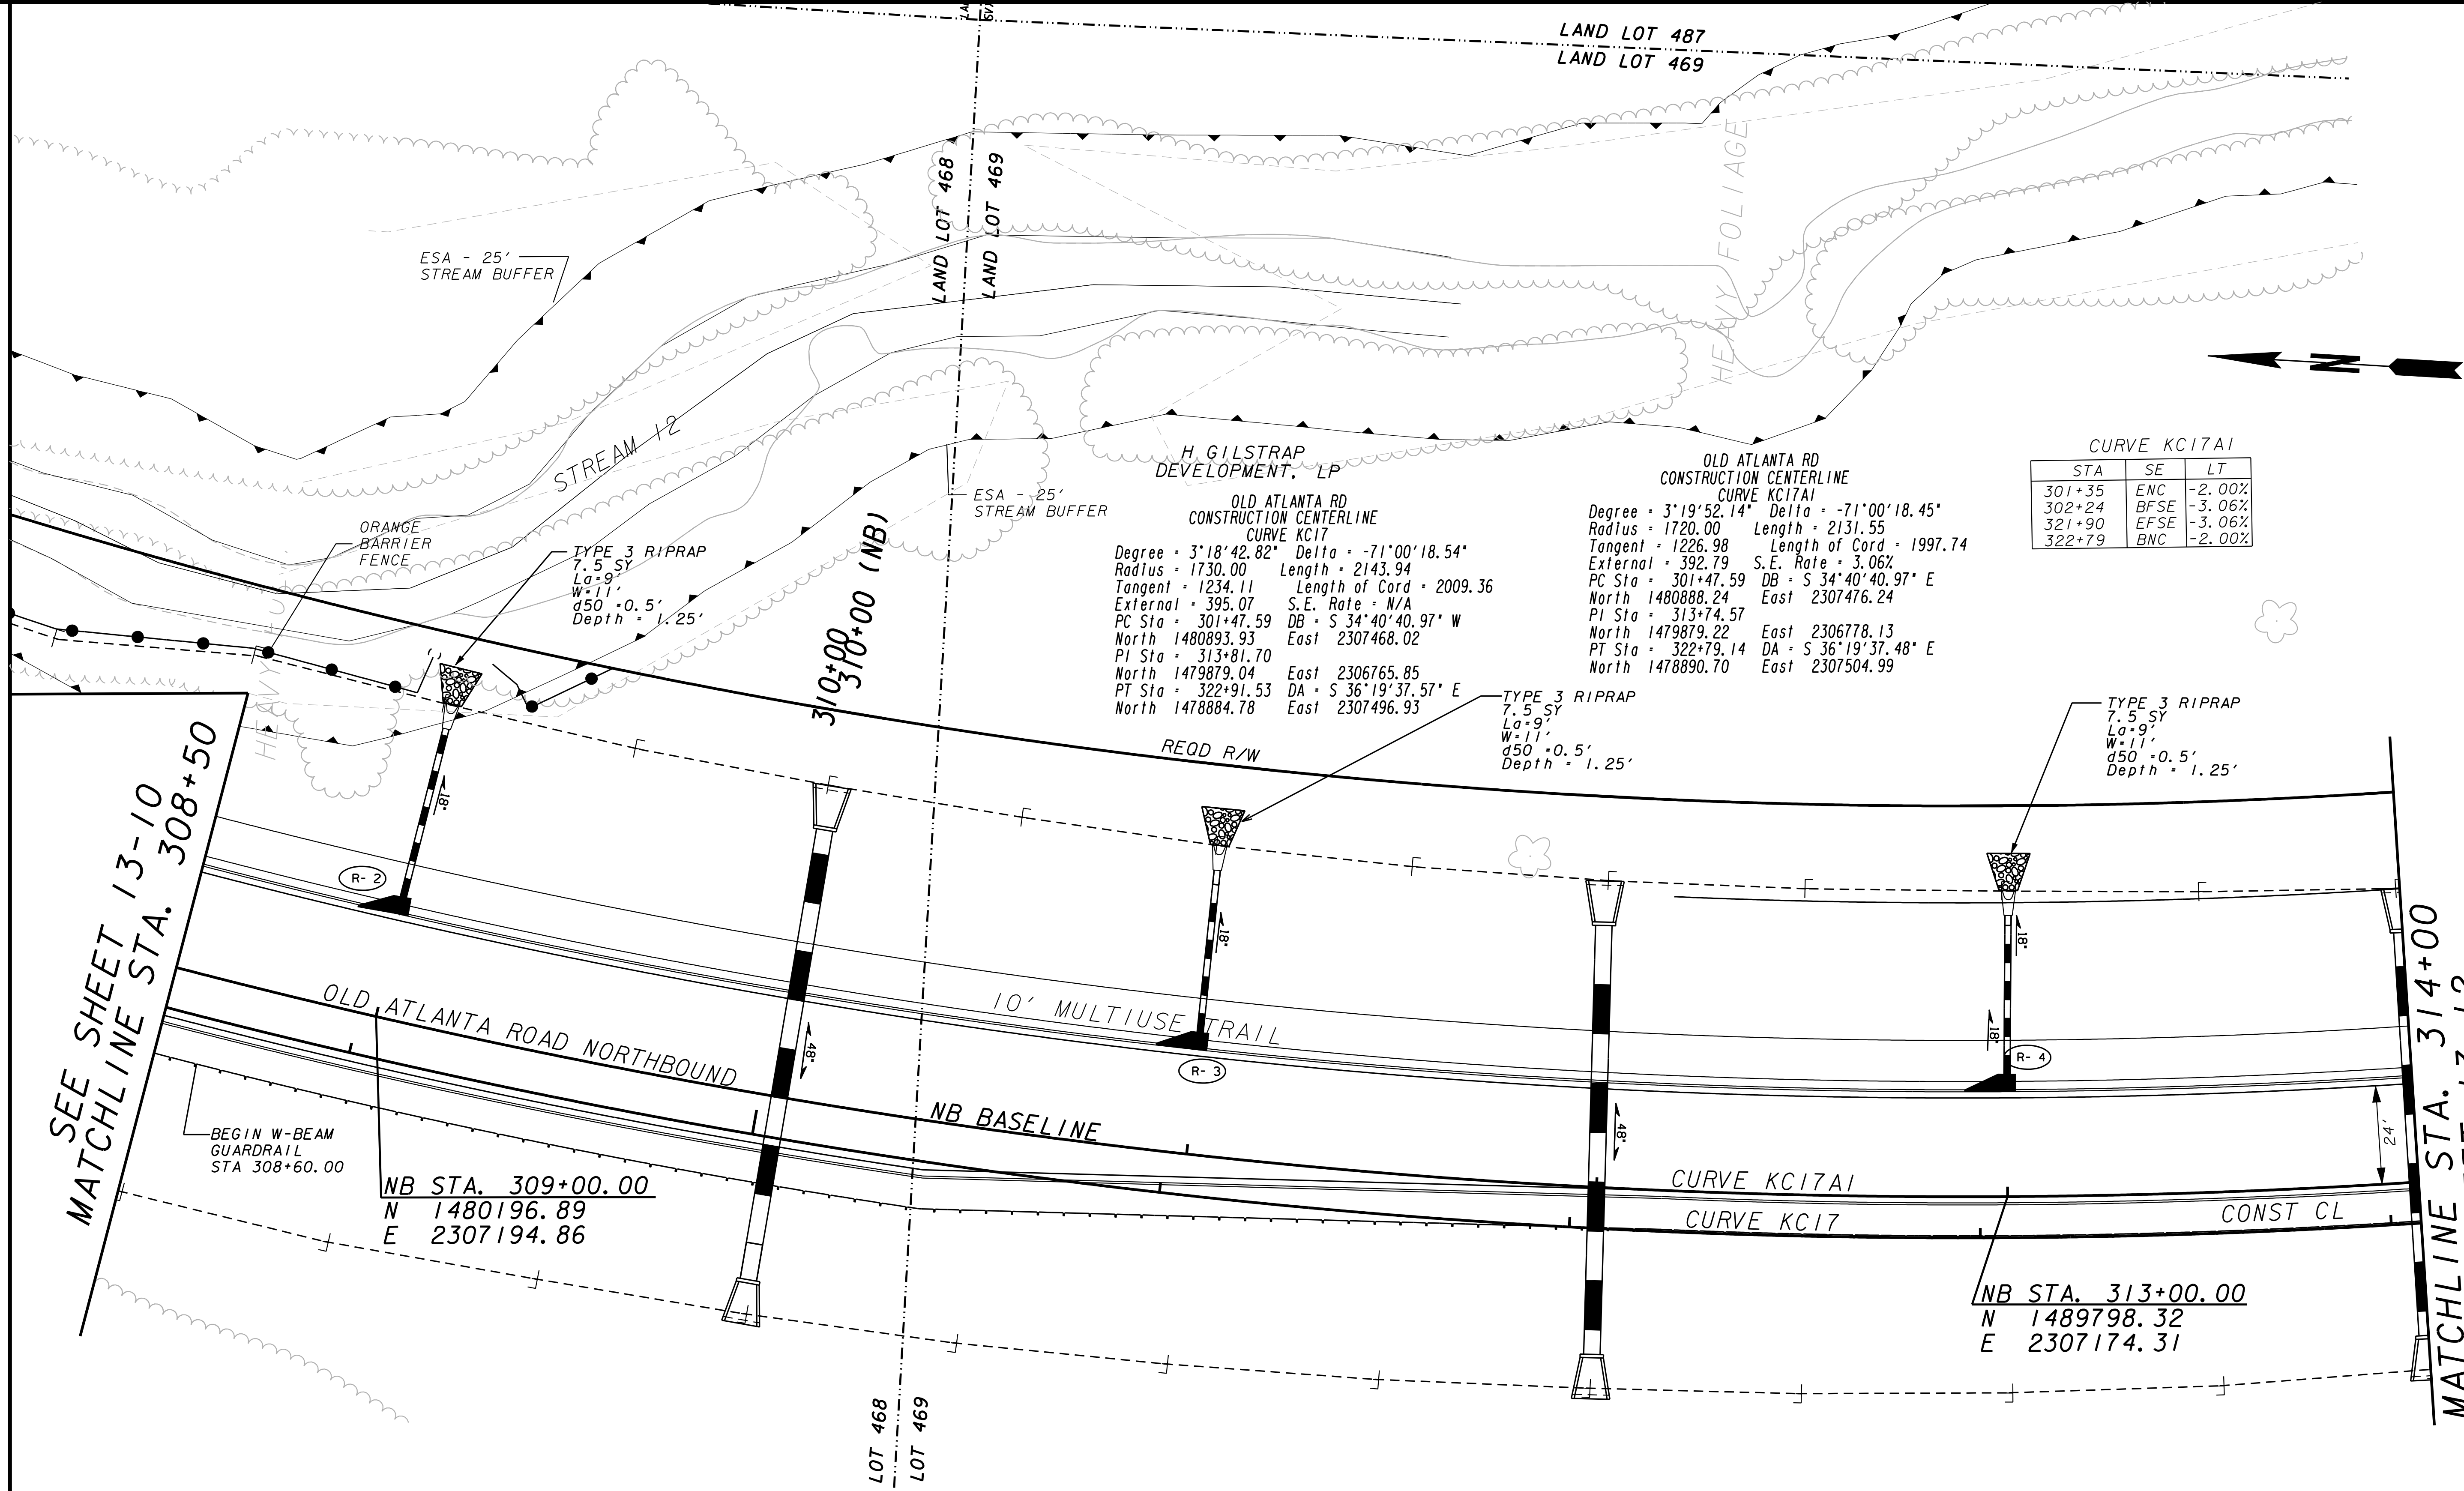 LAND LOT 487
LAND LOT 469
LAND LOT 468
LAND LOT 469
HEAVY FOLIAGE
ESA - 25'
STREAM BUFFER
N
STREAM 12
ORANGE
BARRIER
FENCE
TYPE 3 RIPRAP
7.5 SY
La=9'
W=11'
d50 =0.5'
Depth = 1.25'
310+00
310+00 (NB)
ESA - 25'
STREAM BUFFER
H GILSTRAP
DEVELOPMENT, LP
OLD ATLANTA RD
CONSTRUCTION CENTERLINE
CURVE KC17
Degree = 3°18'42.82" Delta = -71°00'18.54"
Radius = 1730.00 Length = 2143.94
Tangent = 1234.11 Length of Cord = 2009.36
External = 395.07 S.E. Rate = N/A
PC Sta = 301+47.59 DB = S 34°40'40.97" W
North 1480893.93 East 2307468.02
PI Sta = 313+81.70
North 1479879.04 East 2306765.85
PT Sta = 322+91.53 DA = S 36°19'37.57" E
North 1478884.78 East 2307496.93
OLD ATLANTA RD
CONSTRUCTION CENTERLINE
CURVE KC17A1
Degree = 3°19'52.14" Delta = -71°00'18.45"
Radius = 1720.00 Length = 2131.55
Tangent = 1226.98 Length of Cord = 1997.74
External = 392.79 S.E. Rate = 3.06%
PC Sta = 301+47.59 DB = S 34°40'40.97" E
North 1480888.24 East 2307476.24
PI Sta = 313+74.57
North 1479879.22 East 2306778.13
PT Sta = 322+79.14 DA = S 36°19'37.48" E
North 1478890.70 East 2307504.99
CURVE KC17A1
STA SE LT
301+35 ENC -2.00%
302+24 BFSE -3.06%
321+90 EFSE -3.06%
322+79 BNC -2.00%
TYPE 3 RIPRAP
7.5 SY
La=9'
W=11'
d50 =0.5'
Depth = 1.25'
TYPE 3 RIPRAP
7.5 SY
La=9'
W=11'
d50 =0.5'
Depth = 1.25'
REQD R/W
SEE SHEET 13-10
MATCHLINE STA. 308+50
R-2
18"
R-3
18"
R-4
18"
18"
48"
48"
10' MULTIUSE TRAIL
OLD ATLANTA ROAD NORTHBOUND
NB BASELINE
CURVE KC17A1
CURVE KC17
CONST CL
24'
BEGIN W-BEAM
GUARDRAIL
STA 308+60.00
NB STA. 309+00.00
N 1480196.89
E 2307194.86
NB STA. 313+00.00
N 1489798.32
E 2307174.31
MATCHLINE STA. 314+00
LOT 468
LOT 469